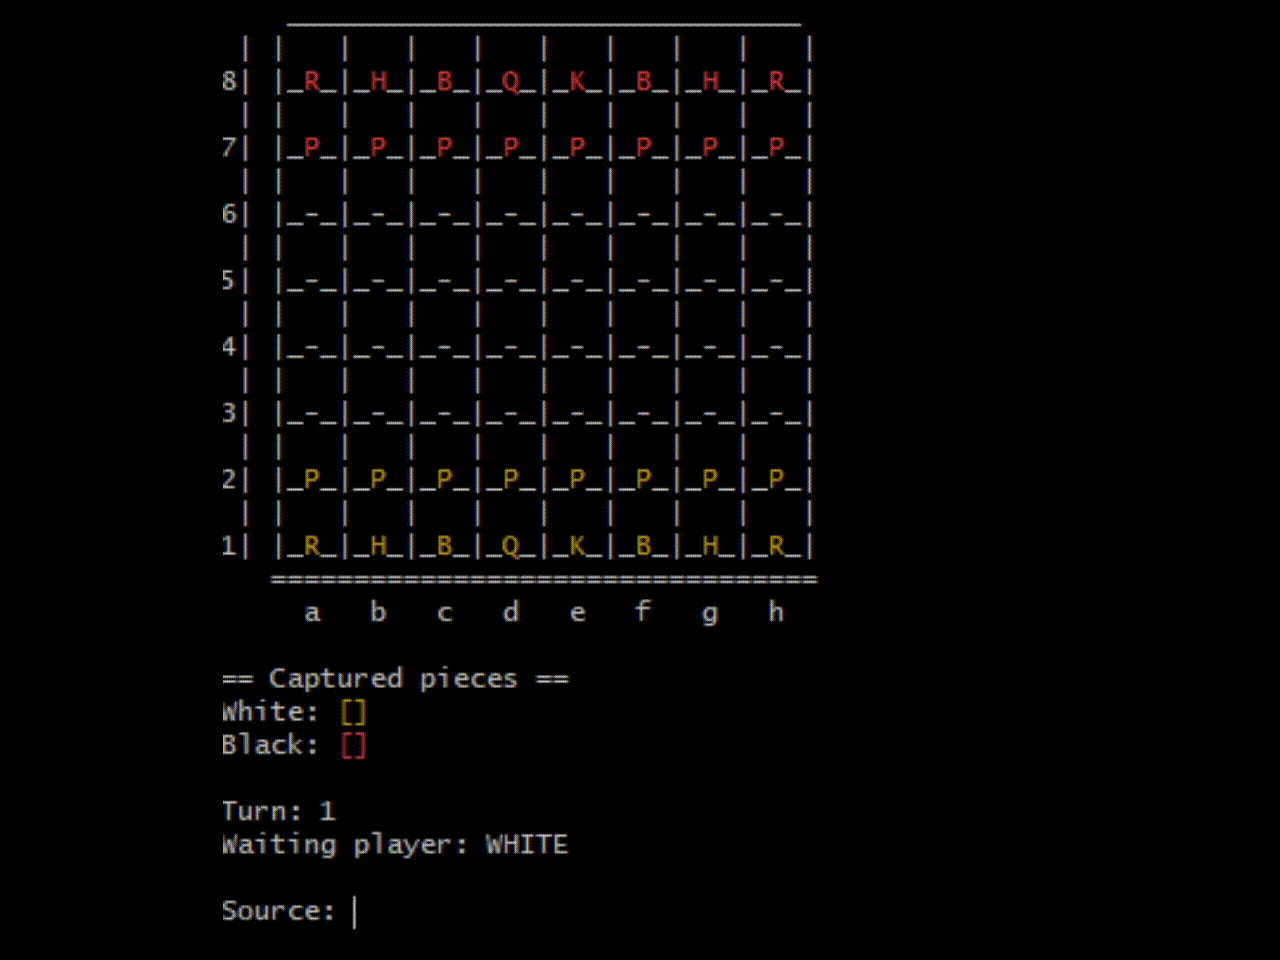 | |   |   |   |   |   |   |   |   |
8| |_R_|_H_|_B_|_Q_|_K_|_B_|_H_|_R_|
 | |   |   |   |   |   |   |   |   |
7| |_P_|_P_|_P_|_P_|_P_|_P_|_P_|_P_|
 | |   |   |   |   |   |   |   |   |
6| |_-_|_-_|_-_|_-_|_-_|_-_|_-_|_-_|
 | |   |   |   |   |   |   |   |   |
5| |_-_|_-_|_-_|_-_|_-_|_-_|_-_|_-_|
 | |   |   |   |   |   |   |   |   |
4| |_-_|_-_|_-_|_-_|_-_|_-_|_-_|_-_|
 | |   |   |   |   |   |   |   |   |
3| |_-_|_-_|_-_|_-_|_-_|_-_|_-_|_-_|
 | |   |   |   |   |   |   |   |   |
2| |_P_|_P_|_P_|_P_|_P_|_P_|_P_|_P_|
 | |   |   |   |   |   |   |   |   |
1| |_R_|_H_|_B_|_Q_|_K_|_B_|_H_|_R_|
   =================================
     a   b   c   d   e   f   g   h
== Captured pieces ==
White: []
Black: []
Turn: 1
Waiting player: WHITE
Source: